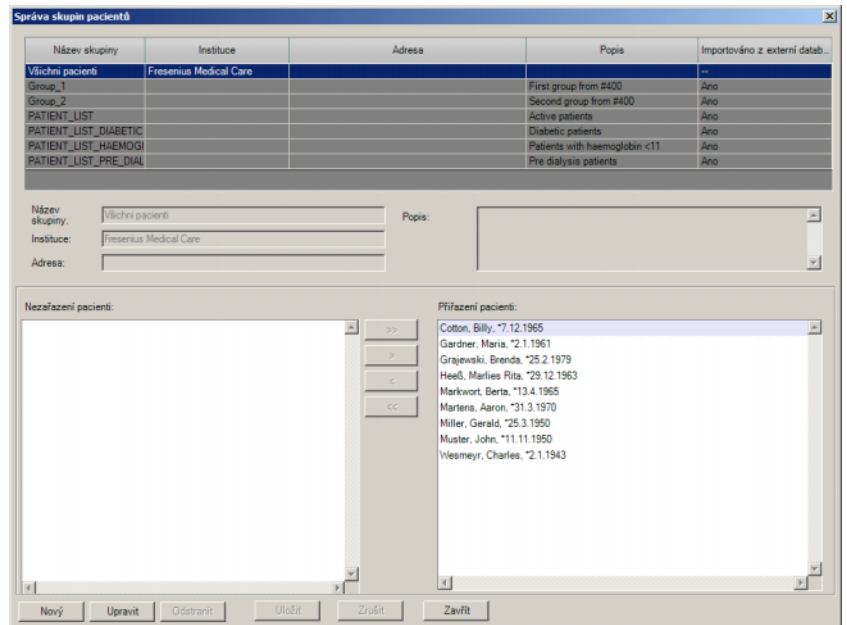 Správa skupin pacientů
Název skupiny Instituce Adresa Popis Importováno z externí datab...
Všichni pacienti Fresenius Medical Care --
Group_1 First group from #400 Ano
Group_2 Second group from #400 Ano
PATIENT_LIST Active patients Ano
PATIENT_LIST_DIABETIC Diabetic patients Ano
PATIENT_LIST_HAEMOGI Patients with haemoglobin <11 Ano
PATIENT_LIST_PRE_DIAL Pre dialysis patients Ano
Název skupiny: Všichni pacienti Popis:
Instituce: Fresenius Medical Care
Adresa:
Nezařazení pacienti: Přiřazení pacienti:
>>
>
<
<<
Cotton, Billy, *7.12.1965
Gardner, Maria, *2.1.1961
Grajewski, Brenda, *25.2.1979
Heeß, Marlies Rita, *29.12.1963
Markwort, Berta, *13.4.1965
Martens, Aaron, *31.3.1970
Miller, Gerald, *25.3.1950
Muster, John, *11.11.1950
Wesmeyr, Charles, *2.1.1943
Nový Upravit Odstranit Uložit Zrušit Zavřít